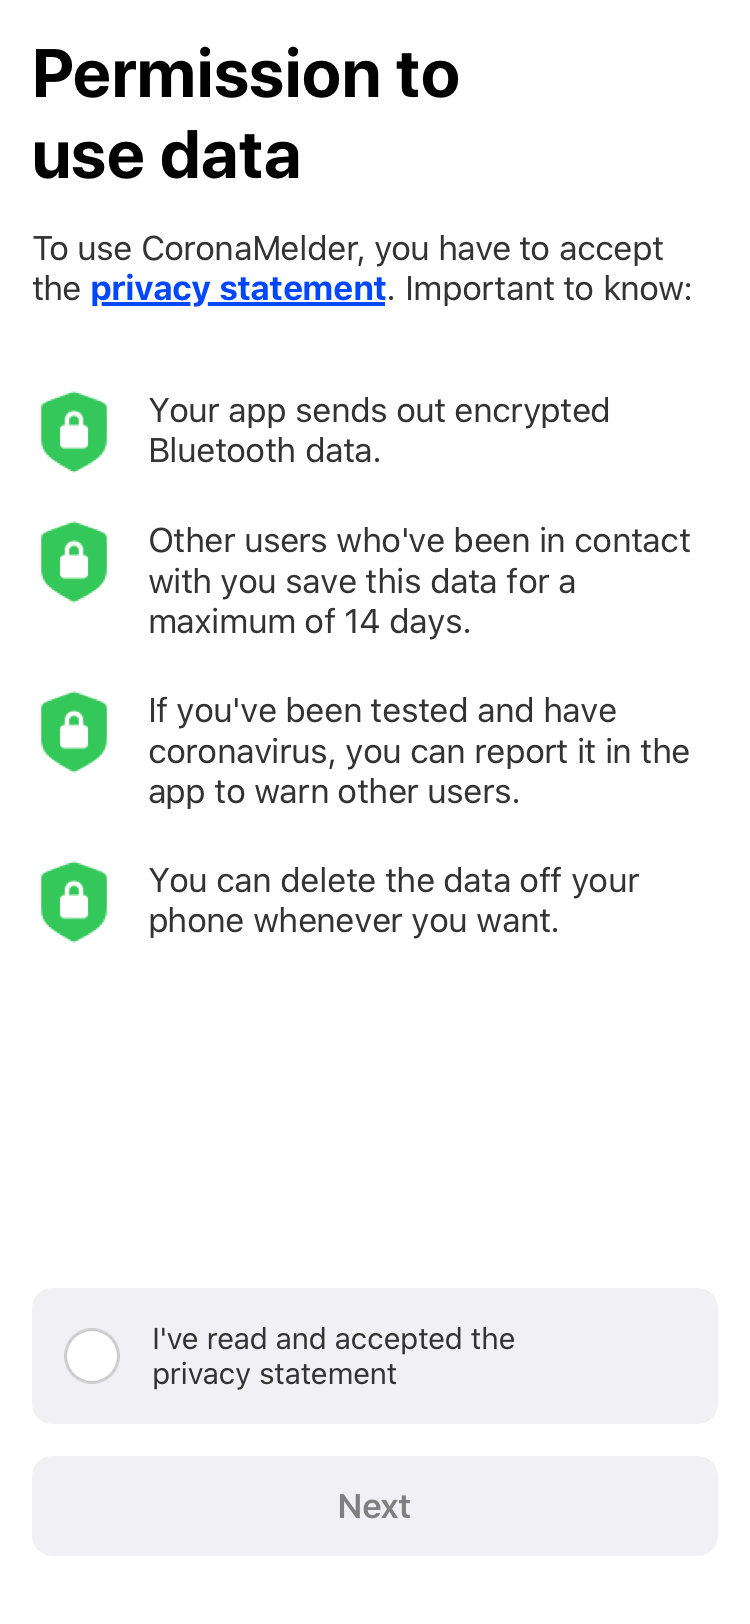 Permission to
use data
To use CoronaMelder, you have to accept
the privacy statement. Important to know:
Your app sends out encrypted
Bluetooth data.
Other users who've been in contact
with you save this data for a
maximum of 14 days.
If you've been tested and have
coronavirus, you can report it in the
app to warn other users.
You can delete the data off your
phone whenever you want.
I've read and accepted the
privacy statement
Next